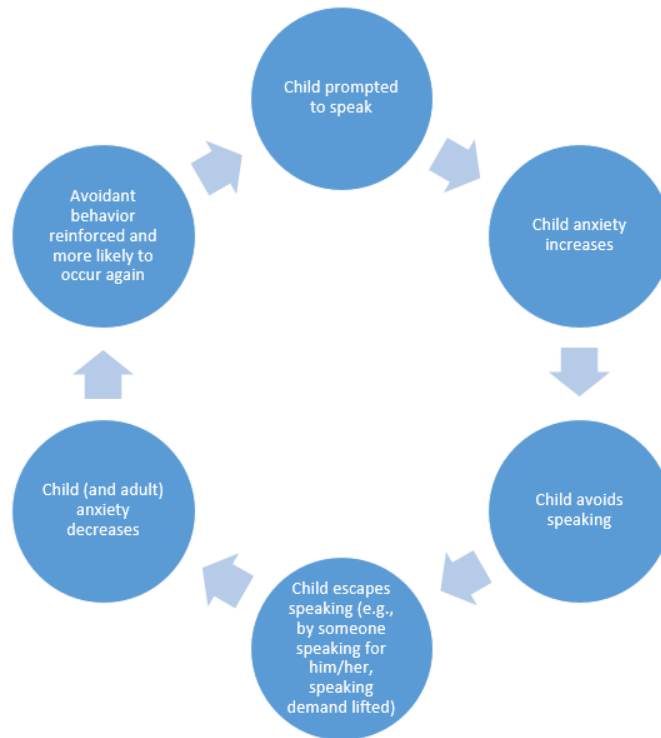 Child prompted
to speak
Child anxiety
increases
Child avoids
speaking
Child escapes
speaking (e.g.,
by someone
speaking for
him/her,
speaking
demand lifted)
Child (and adult)
anxiety
decreases
Avoidant
behavior
reinforced and
more likely to
occur again